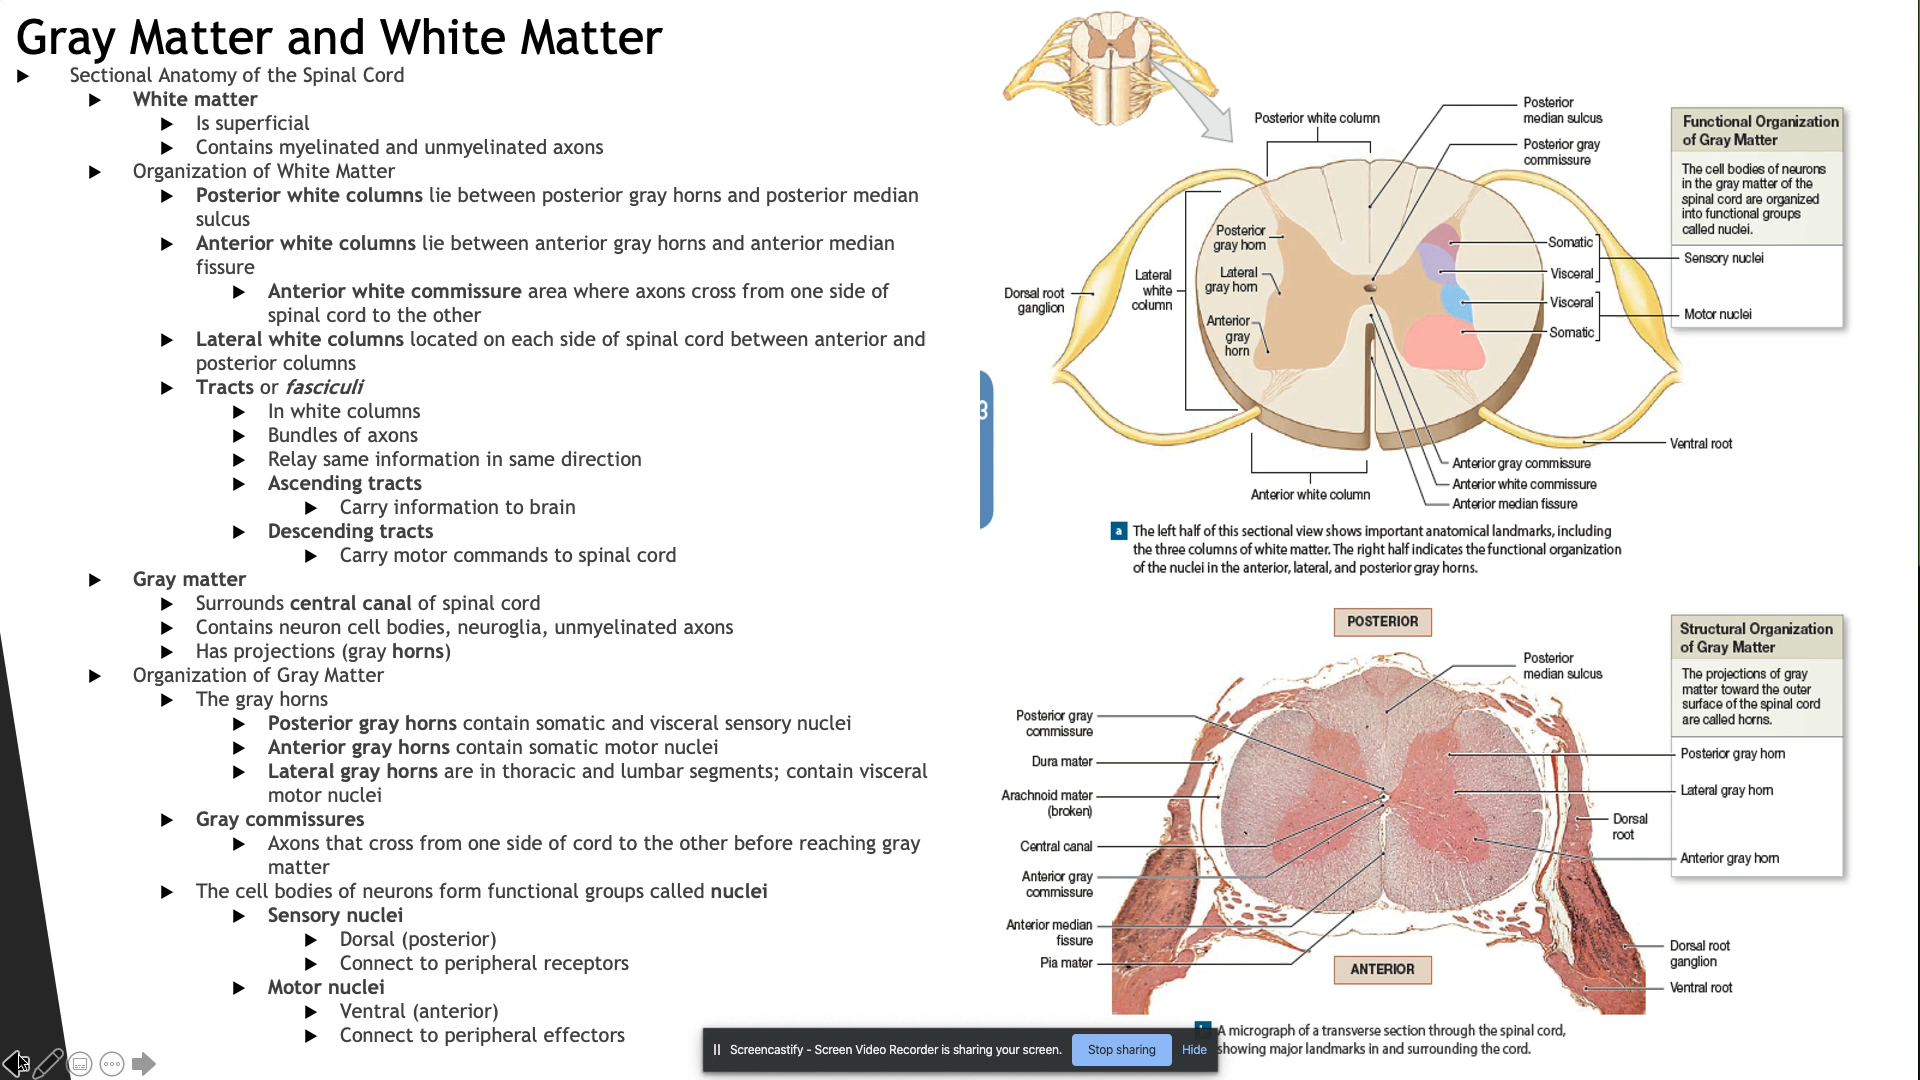 Gray Matter and White Matter
Sectional Anatomy of the Spinal Cord
White matter
Is superficial
Contains myelinated and unmyelinated axons
Organization of White Matter
Posterior white columns lie between posterior gray horns and posterior median
sulcus
Anterior white columns lie between anterior gray horns and anterior median
fissure
Anterior white commissure area where axons cross from one side of
spinal cord to the other
Lateral white columns located on each side of spinal cord between anterior and
posterior columns
Tracts or fasciculi
In white columns
Bundles of axons
Relay same information in same direction
Ascending tracts
Carry information to brain
Descending tracts
Carry motor commands to spinal cord
Gray matter
Surrounds central canal of spinal cord
Contains neuron cell bodies, neuroglia, unmyelinated axons
Has projections (gray horns)
Organization of Gray Matter
The gray horns
Posterior gray horns contain somatic and visceral sensory nuclei
Anterior gray horns contain somatic motor nuclei
Lateral gray horns are in thoracic and lumbar segments; contain visceral
motor nuclei
Gray commissures
Axons that cross from one side of cord to the other before reaching gray
matter
The cell bodies of neurons form functional groups called nuclei
Sensory nuclei
Dorsal (posterior)
Connect to peripheral receptors
Motor nuclei
Ventral (anterior)
Connect to peripheral effectors
3
Posterior white column
Posterior
median sulcus
Posterior gray
commissure
Posterior
gray horn
Lateral
gray horn
Anterior
gray
horn
Lateral
white
column
Dorsal root
ganglion
Somatic
Visceral
Visceral
Somatic
Functional Organization
of Gray Matter
The cell bodies of neurons
in the gray matter of the
spinal cord are organized
into functional groups
called nuclei.
Sensory nuclei
Motor nuclei
Ventral root
Anterior gray commissure
Anterior white commissure
Anterior median fissure
Anterior white column
a The left half of this sectional view shows important anatomical landmarks, including
the three columns of white matter. The right half indicates the functional organization
of the nuclei in the anterior, lateral, and posterior gray horns.
POSTERIOR
Posterior
median sulcus
Posterior gray
commissure
Dura mater
Arachnoid mater
(broken)
Central canal
Anterior gray
commissure
Anterior median
fissure
Pia mater
Structural Organization
of Gray Matter
The projections of gray
matter toward the outer
surface of the spinal cord
are called horns.
Posterior gray horn
Lateral gray horn
Dorsal
root
Anterior gray horn
Dorsal root
ganglion
Ventral root
ANTERIOR
A micrograph of a transverse section through the spinal cord,
showing major landmarks in and surrounding the cord.
Screencastify - Screen Video Recorder is sharing your screen.
Stop sharing
Hide